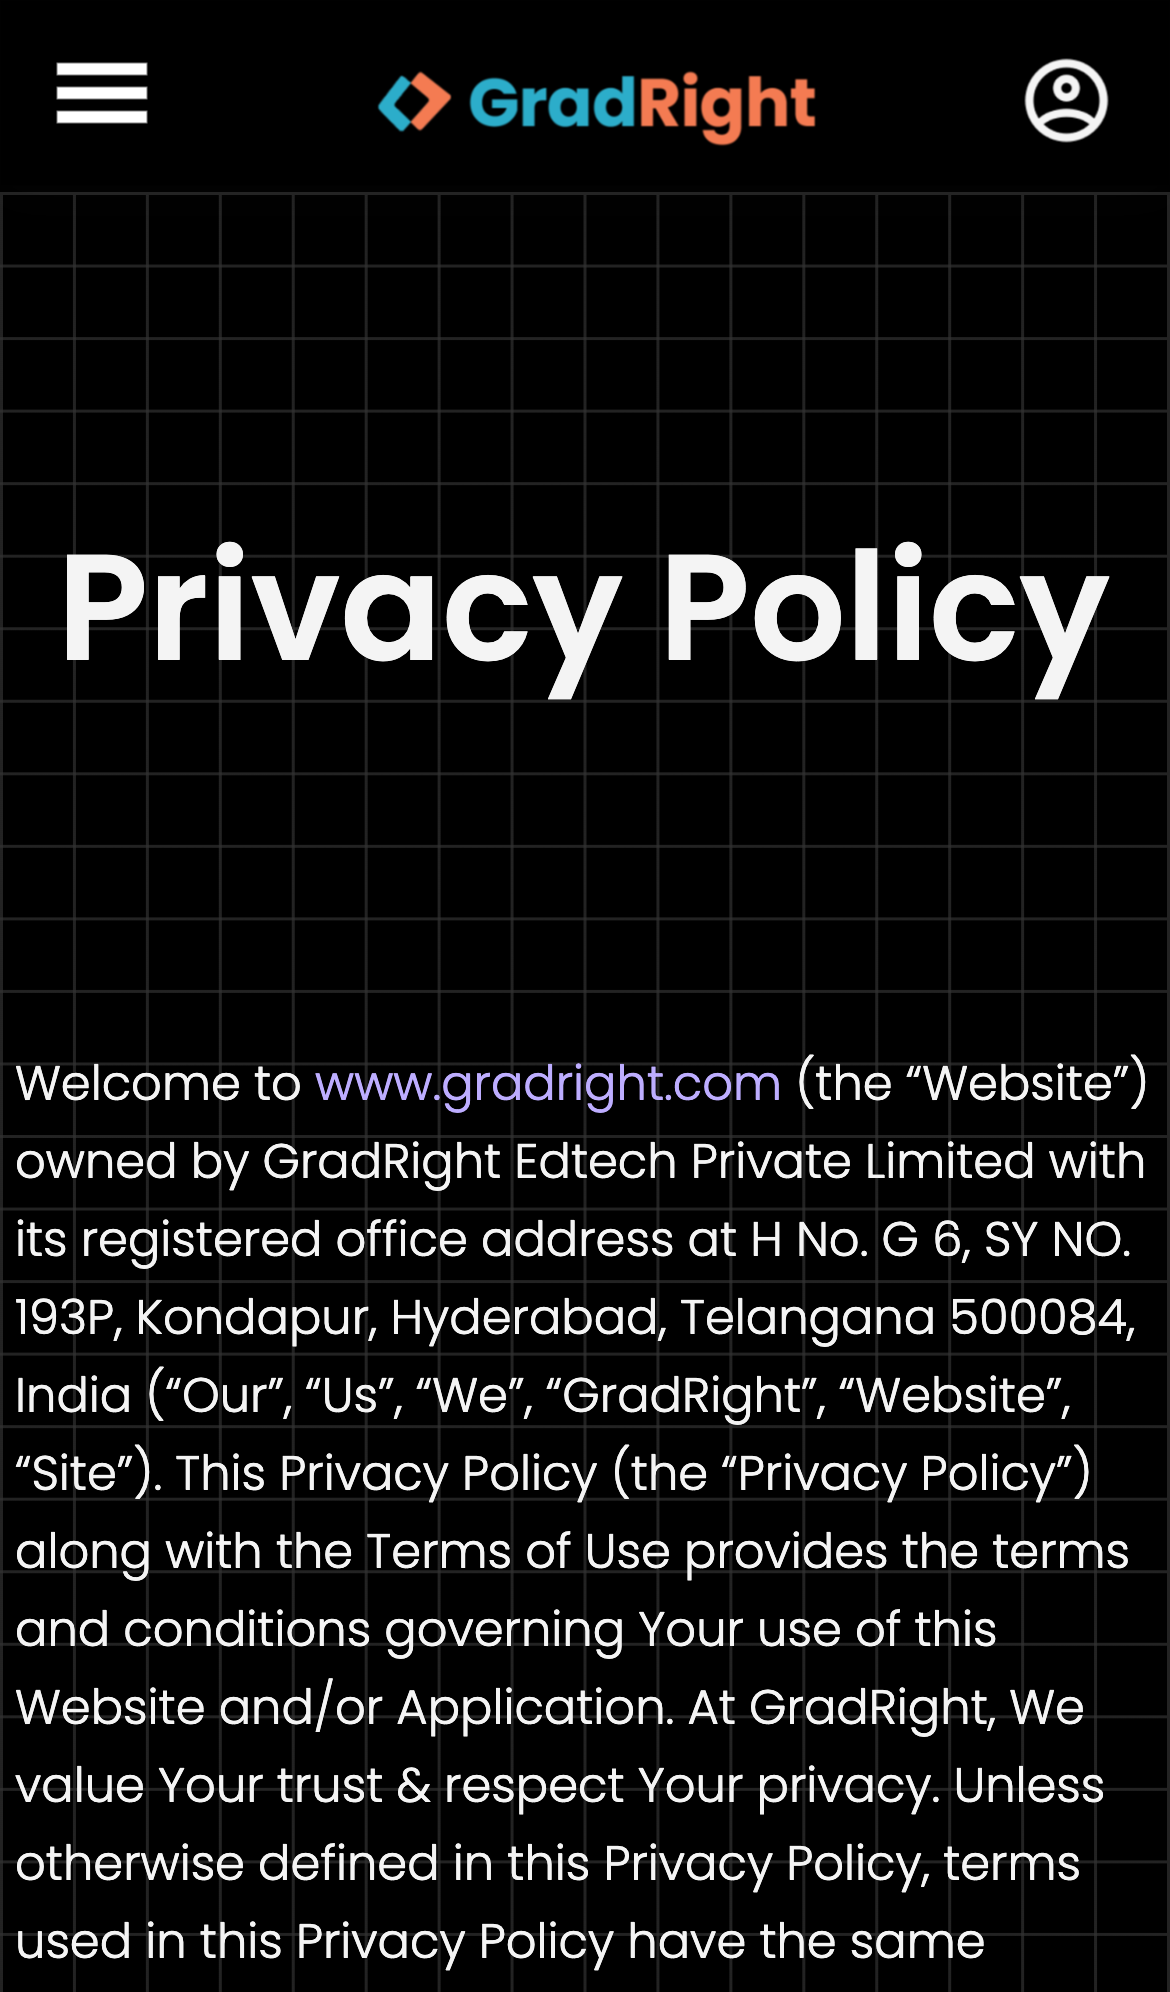 GradRight
Privacy Policy
Welcome to www.gradright.com (the “Website”)
owned by GradRight Edtech Private Limited with
its registered office address at H No. G 6, SY NO.
193P, Kondapur, Hyderabad, Telangana 500084,
India (“Our”, “Us”, “We”, “GradRight”, “Website”,
“Site”). This Privacy Policy (the “Privacy Policy”)
along with the Terms of Use provides the terms
and conditions governing Your use of this
Website and/or Application. At GradRight, We
value Your trust & respect Your privacy. Unless
otherwise defined in this Privacy Policy, terms
used in this Privacy Policy have the same